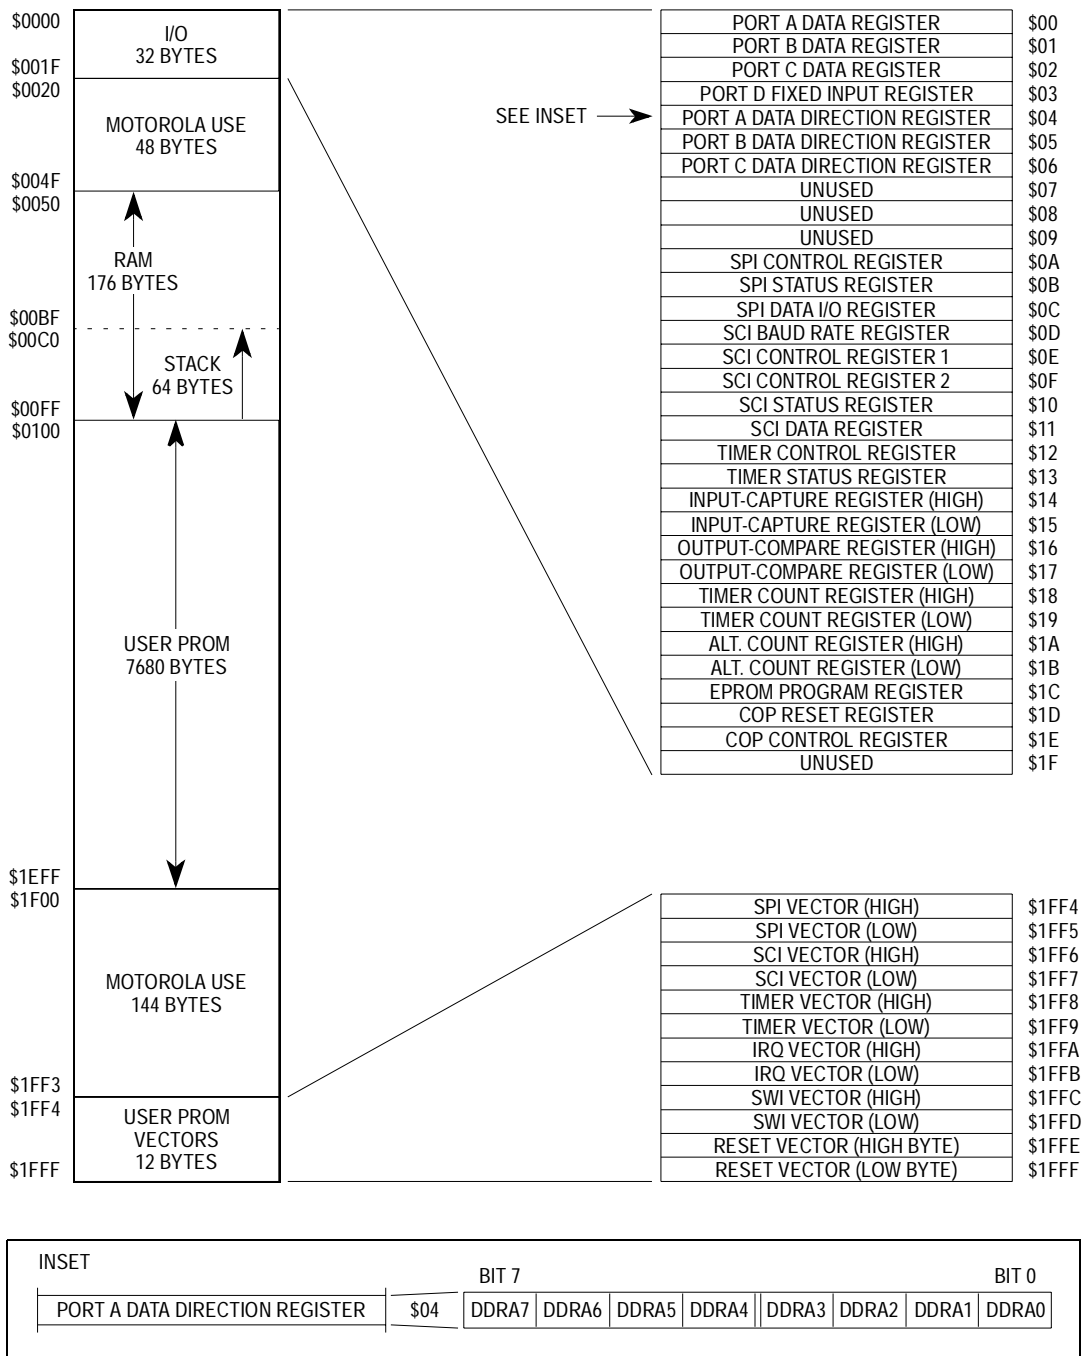 $0000
I/O
32 BYTES
$001F
$0020
MOTOROLA USE
48 BYTES
$004F
$0050
RAM
176 BYTES
$00BF
$00C0
STACK
64 BYTES
$00FF
$0100
USER PROM
7680 BYTES
$1EFF
$1F00
MOTOROLA USE
144 BYTES
$1FF3
$1FF4
USER PROM
VECTORS
12 BYTES
$1FFF
SEE INSET
PORT A DATA REGISTER $00
PORT B DATA REGISTER $01
PORT C DATA REGISTER $02
PORT D FIXED INPUT REGISTER $03
PORT A DATA DIRECTION REGISTER $04
PORT B DATA DIRECTION REGISTER $05
PORT C DATA DIRECTION REGISTER $06
UNUSED $07
UNUSED $08
UNUSED $09
SPI CONTROL REGISTER $0A
SPI STATUS REGISTER $0B
SPI DATA I/O REGISTER $0C
SCI BAUD RATE REGISTER $0D
SCI CONTROL REGISTER 1 $0E
SCI CONTROL REGISTER 2 $0F
SCI STATUS REGISTER $10
SCI DATA REGISTER $11
TIMER CONTROL REGISTER $12
TIMER STATUS REGISTER $13
INPUT-CAPTURE REGISTER (HIGH) $14
INPUT-CAPTURE REGISTER (LOW) $15
OUTPUT-COMPARE REGISTER (HIGH) $16
OUTPUT-COMPARE REGISTER (LOW) $17
TIMER COUNT REGISTER (HIGH) $18
TIMER COUNT REGISTER (LOW) $19
ALT. COUNT REGISTER (HIGH) $1A
ALT. COUNT REGISTER (LOW) $1B
EPROM PROGRAM REGISTER $1C
COP RESET REGISTER $1D
COP CONTROL REGISTER $1E
UNUSED $1F
SPI VECTOR (HIGH) $1FF4
SPI VECTOR (LOW) $1FF5
SCI VECTOR (HIGH) $1FF6
SCI VECTOR (LOW) $1FF7
TIMER VECTOR (HIGH) $1FF8
TIMER VECTOR (LOW) $1FF9
IRQ VECTOR (HIGH) $1FFA
IRQ VECTOR (LOW) $1FFB
SWI VECTOR (HIGH) $1FFC
SWI VECTOR (LOW) $1FFD
RESET VECTOR (HIGH BYTE) $1FFE
RESET VECTOR (LOW BYTE) $1FFF
INSET
BIT 7 BIT 0
PORT A DATA DIRECTION REGISTER $04 DDRA7 DDRA6 DDRA5 DDRA4 DDRA3 DDRA2 DDRA1 DDRA0